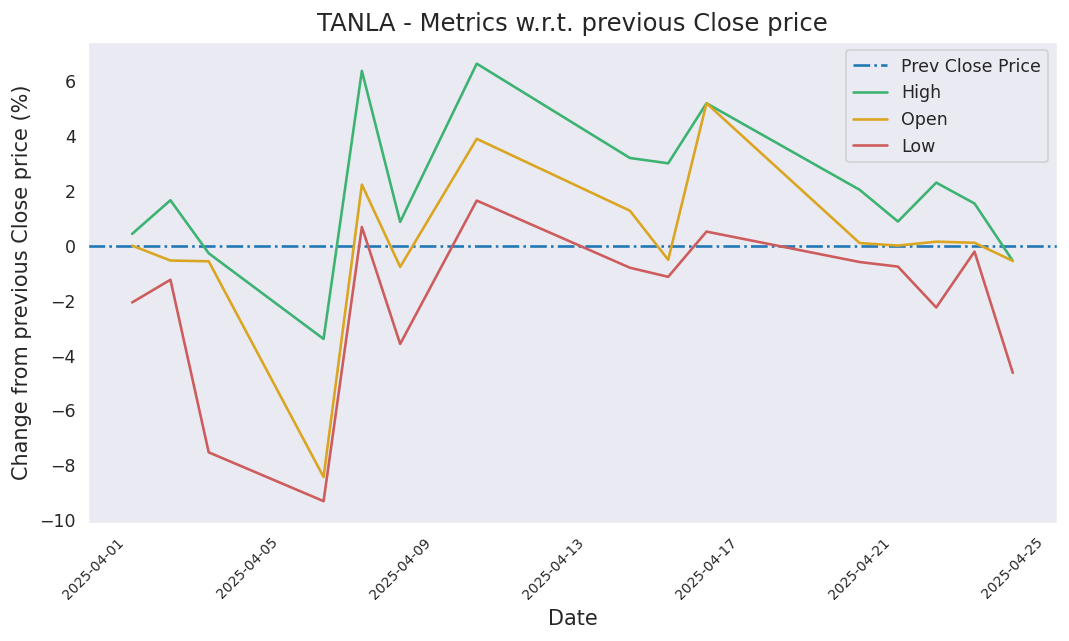 TANLA - Metrics w.r.t. previous Close price
Change from previous Close price (%)
6
4
2
0
−2
−4
−6
−8
−10
Prev Close Price
High
Open
Low
2025-04-01
2025-04-05
2025-04-09
2025-04-13
2025-04-17
2025-04-21
2025-04-25
Date